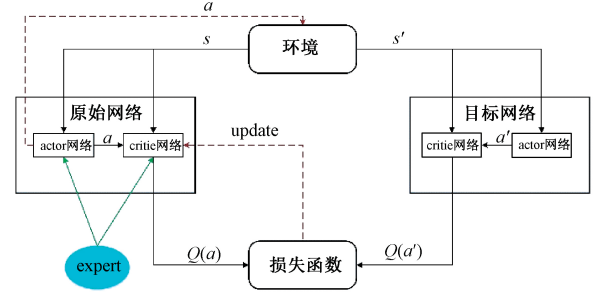 a
s
环境
s′
原始网络
目标网络
actor网络
a
critie网络
update
critie网络
a′
actor网络
expert
Q(a)
损失函数
Q(a′)